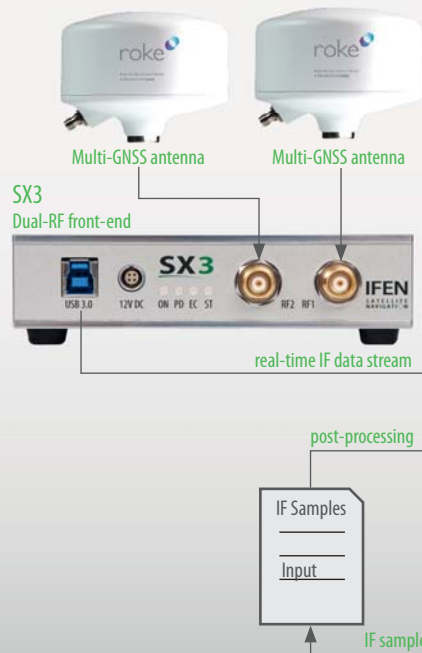 roke
roke
Multi-GNSS antenna
Multi-GNSS antenna
SX3
Dual-RF front-end
SX3
USB 3.0
12V DC
ON PD EC ST
RF2 RF1
IFEN
SATELLITE
NAVIGATION
real-time IF data stream
post-processing
IF Samples
Input
IF sample